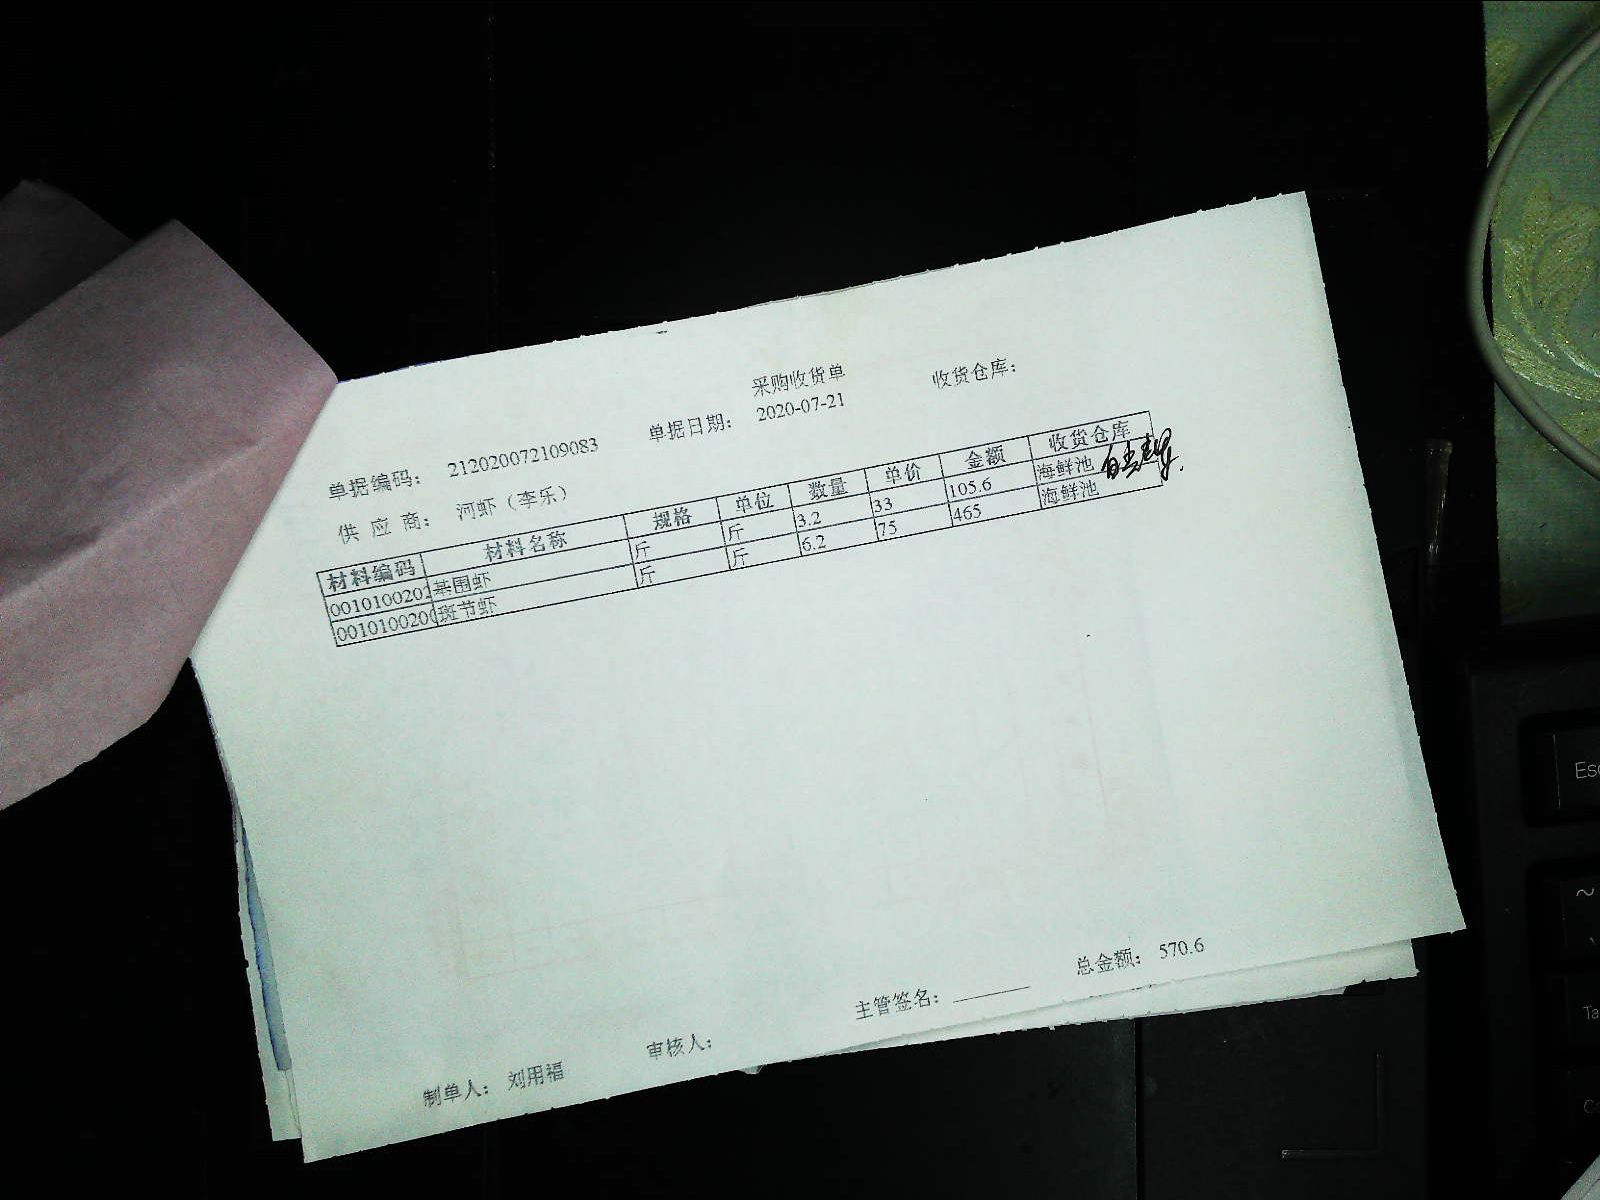 采购收货单
单据编码： 212020072109083 单据日期： 2020-07-21 收货仓库：
供 应 商： 河虾（李乐）
材料编码 材料名称 规格 单位 数量 单价 金额 收货仓库
0010100202 基围虾 斤 斤 3.2 33 105.6 海鲜池
0010100200 斑节虾 斤 斤 6.2 75 465 海鲜池
总金额： 570.6
制单人： 刘用福 审核人： 主管签名：
Esc
~
Ta